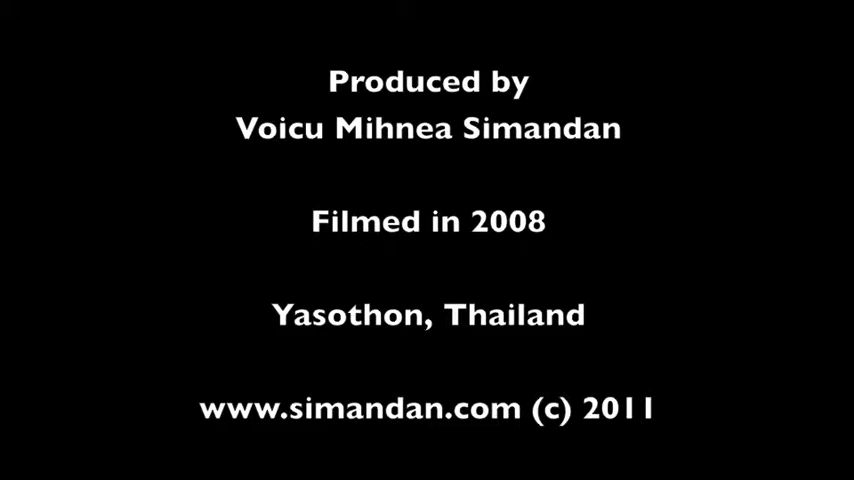 Produced by
Voicu Mihnea Simandan
Filmed in 2008
Yasothon, Thailand
www.simandan.com (c) 2011